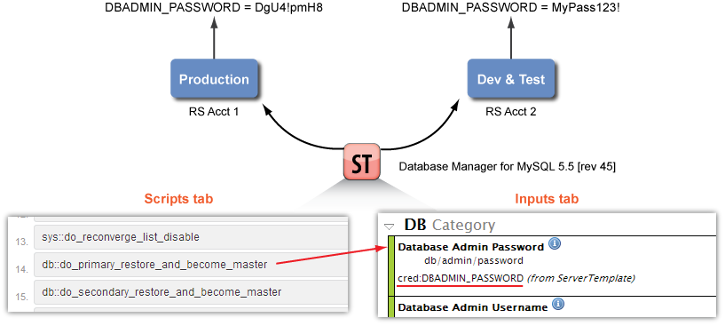 DBADMIN_PASSWORD = DgU4!pmH8
DBADMIN_PASSWORD = MyPass123!
Production
Dev & Test
RS Acct 1
RS Acct 2
ST
Database Manager for MySQL 5.5 [rev 45]
Scripts tab
Inputs tab
13. sys::do_reconverge_list_disable
14. db::do_primary_restore_and_become_master
15. db::do_secondary_restore_and_become_master
DB Category
Database Admin Password
db/admin/password
cred:DBADMIN_PASSWORD (from ServerTemplate)
Database Admin Username